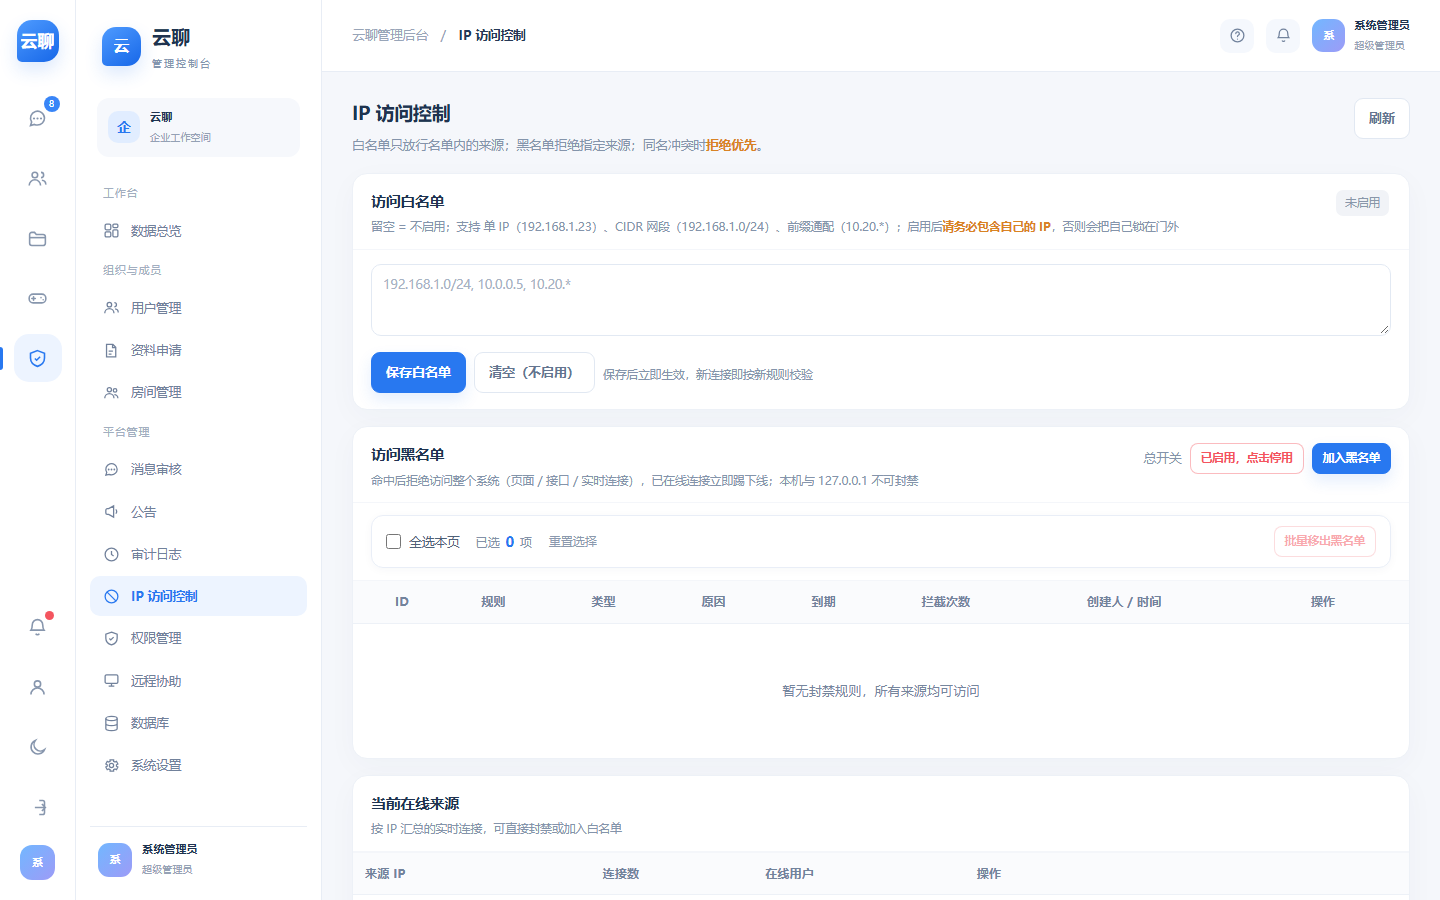 云聊
8
系
云
云聊
管理控制台
企
云聊
企业工作空间
工作台
数据总览
组织与成员
用户管理
资料申请
房间管理
平台管理
消息审核
公告
审计日志
IP 访问控制
权限管理
远程协助
数据库
系统设置
系
系统管理员
超级管理员
云聊管理后台 / IP 访问控制
系
系统管理员
超级管理员
IP 访问控制
白名单只放行名单内的来源；黑名单拒绝指定来源；同名冲突时拒绝优先。
刷新
访问白名单
留空 = 不启用；支持 单 IP（192.168.1.23）、CIDR 网段（192.168.1.0/24）、前缀通配（10.20.*）；启用后请务必包含自己的 IP，否则会把自己锁在门外
未启用
192.168.1.0/24, 10.0.0.5, 10.20.*
保存白名单 清空（不启用） 保存后立即生效，新连接即按新规则校验
访问黑名单
命中后拒绝访问整个系统（页面 / 接口 / 实时连接），已在线连接立即踢下线；本机与 127.0.0.1 不可封禁
总开关 已启用，点击停用 加入黑名单
全选本页 已选 0 项 重置选择 批量移出黑名单
ID 规则 类型 原因 到期 拦截次数 创建人 / 时间 操作
暂无封禁规则，所有来源均可访问
当前在线来源
按 IP 汇总的实时连接，可直接封禁或加入白名单
来源 IP 连接数 在线用户 操作